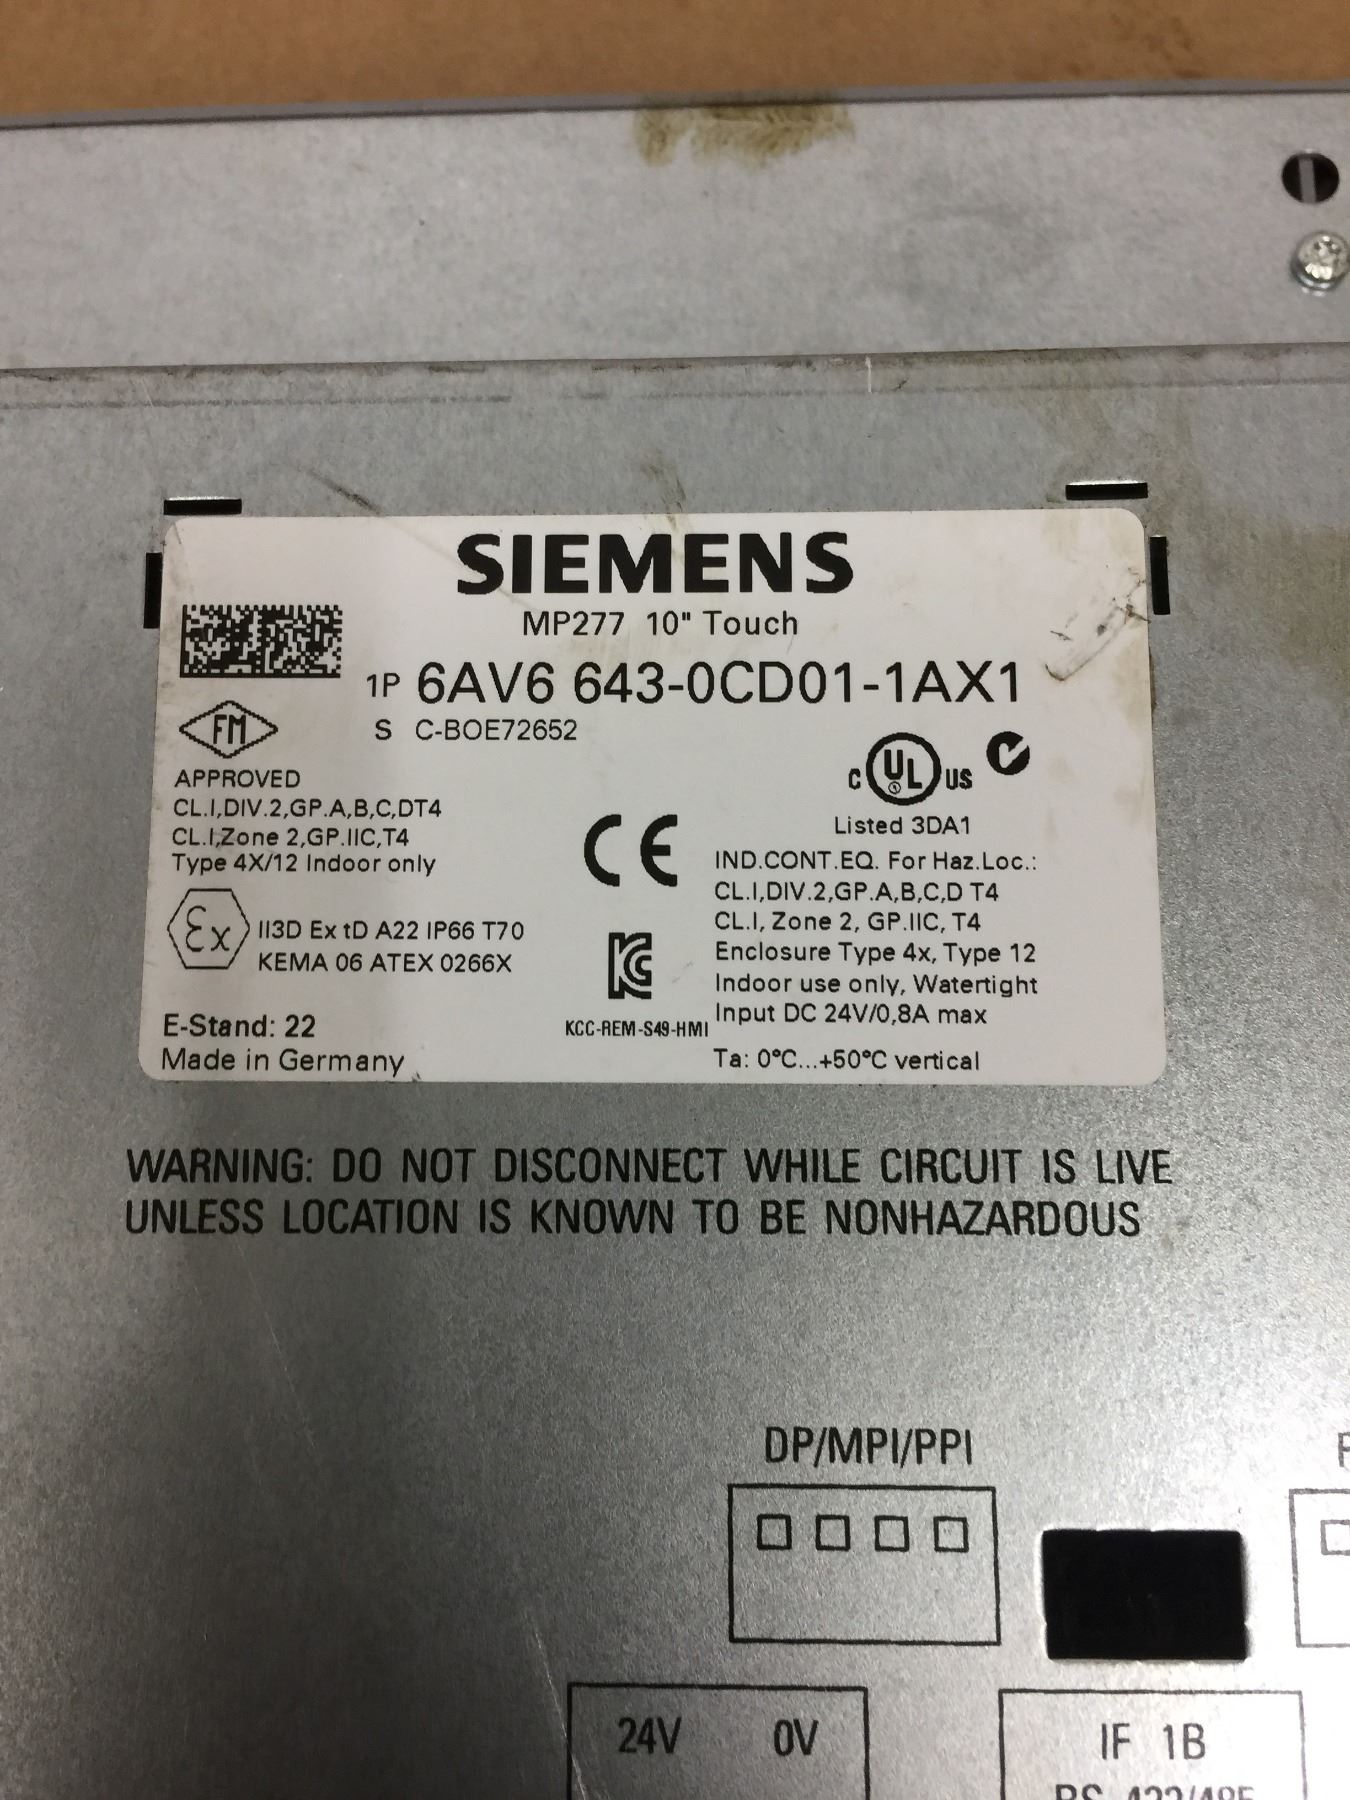 SIEMENS
MP277 10" Touch
1P 6AV6 643-0CD01-1AX1
S C-BOE72652
FM
APPROVED
CL.I,DIV.2,GP.A,B,C,DT4
CL.I,Zone 2,GP.IIC,T4
Type 4X/12 Indoor only
Ex II3D Ex tD A22 IP66 T70
KEMA 06 ATEX 0266X
E-Stand: 22
Made in Germany
CE
KC
KCC-REM-S49-HMI
C UL US
Listed 3DA1
IND.CONT.EQ. For Haz.Loc.:
CL.I,DIV.2,GP.A,B,C,D T4
CL.I, Zone 2, GP.IIC, T4
Enclosure Type 4x, Type 12
Indoor use only, Watertight
Input DC 24V/0,8A max
Ta: 0°C...+50°C vertical
WARNING: DO NOT DISCONNECT WHILE CIRCUIT IS LIVE
UNLESS LOCATION IS KNOWN TO BE NONHAZARDOUS
DP/MPI/PPI
24V 0V
IF 1B
RS 422/485